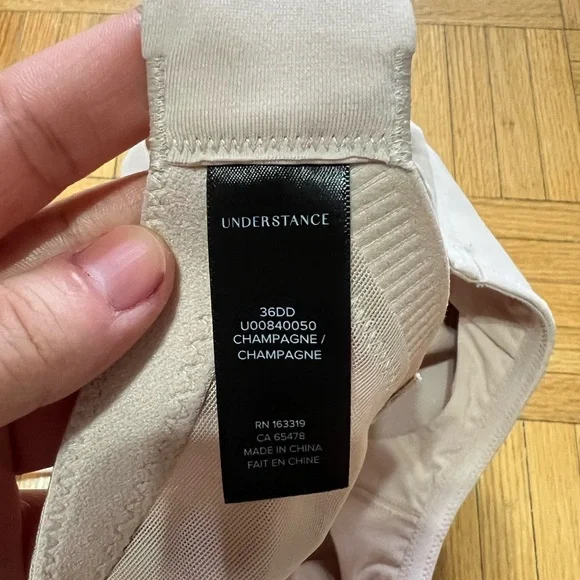 UNDERSTANCE
36DD
U00840050
CHAMPAGNE /
CHAMPAGNE
RN 163319
CA 65478
MADE IN CHINA
FAIT EN CHINE